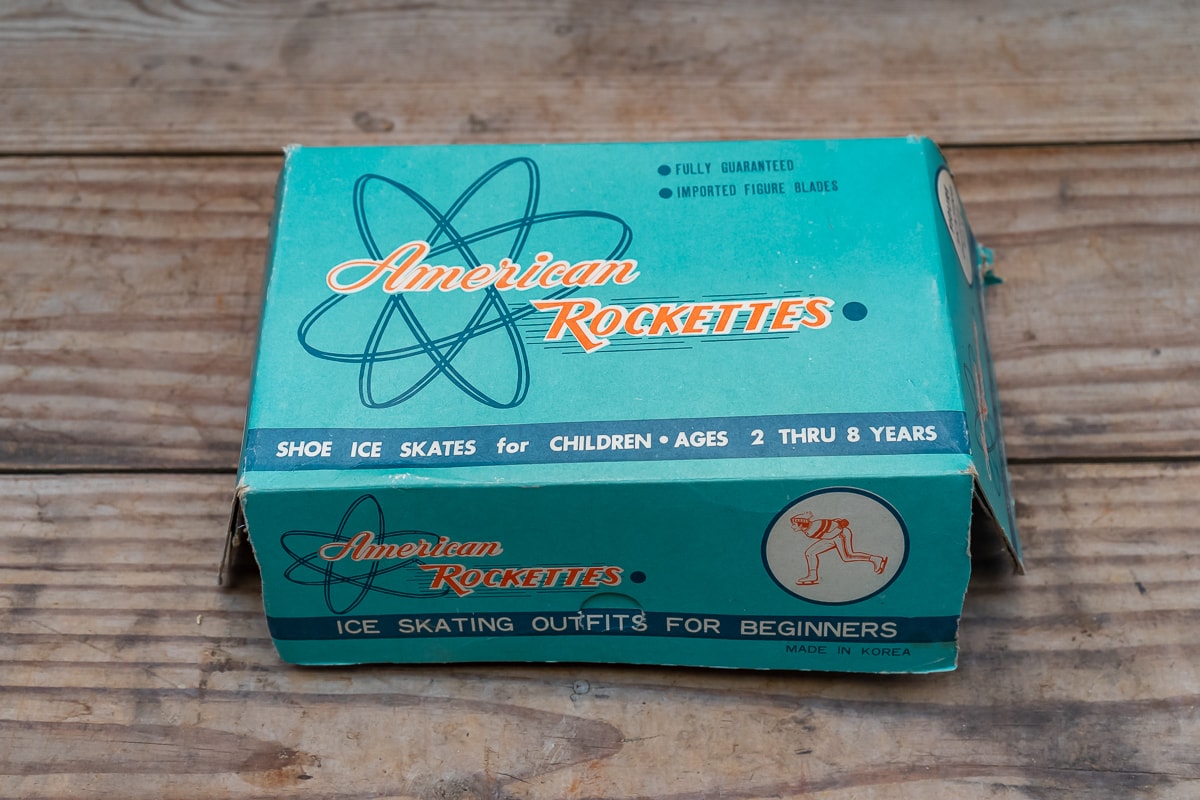 FULLY GUARANTEED
IMPORTED FIGURE BLADES
American
ROCKETTES
SHOE ICE SKATES for CHILDREN • AGES 2 THRU 8 YEARS
American
ROCKETTES
ICE SKATING OUTFITS FOR BEGINNERS
MADE IN KOREA